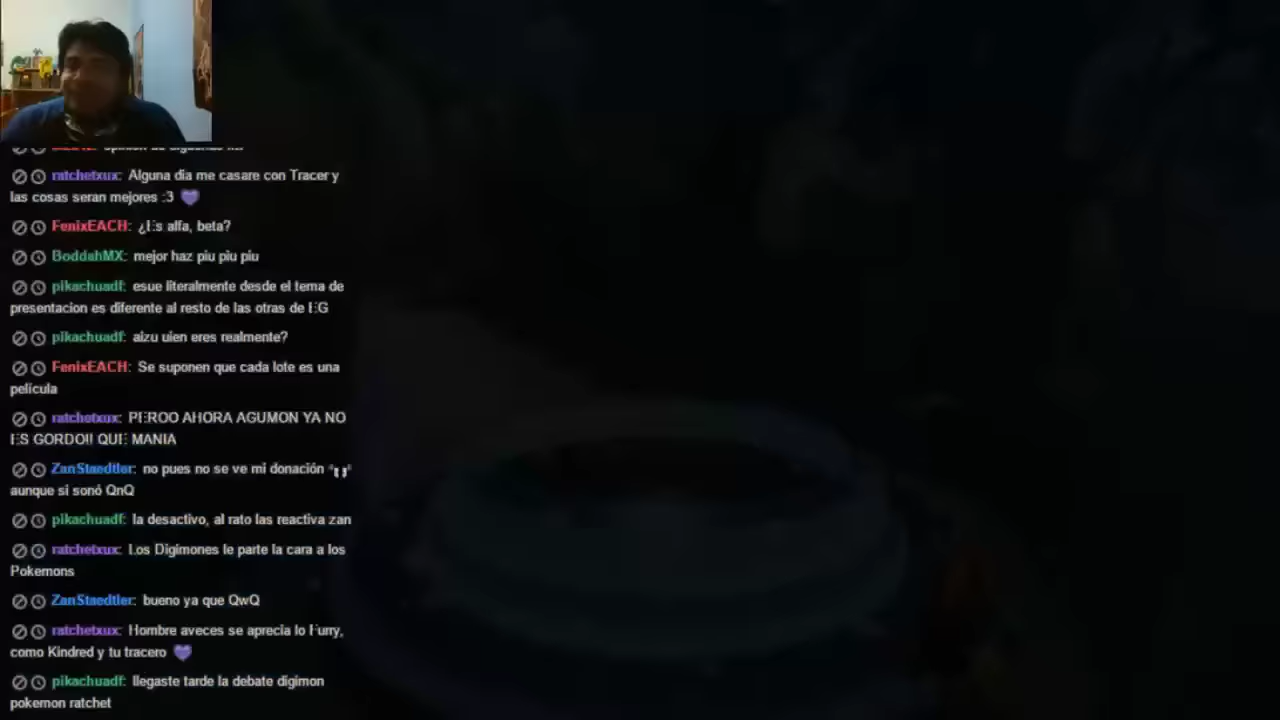 ratchetxux: Alguna dia me casare con Tracer y
las cosas seran mejores :3 💜
FenixEACH: ¿Es alfa, beta?
BoddahMX: mejor haz piu piu piu
pikachuadf: esue literalmente desde el tema de
presentacion es diferente al resto de las otras de EG
pikachuadf: aizu uien eres realmente?
FenixEACH: Se suponen que cada lote es una
película
ratchetxux: PEROO AHORA AGUMON YA NO
ES GORDO!! QUE MANIA
ZanStaedtler: no pues no se ve mi donación
aunque si sonó QnQ
pikachuadf: la desactivo, al rato las reactiva zan
ratchetxux: Los Digimones le parte la cara a los
Pokemons
ZanStaedtler: bueno ya que QwQ
ratchetxux: Hombre aveces se aprecia lo Furry,
como Kindred y tu tracero 💜
pikachuadf: llegaste tarde la debate digimon
pokemon ratchet